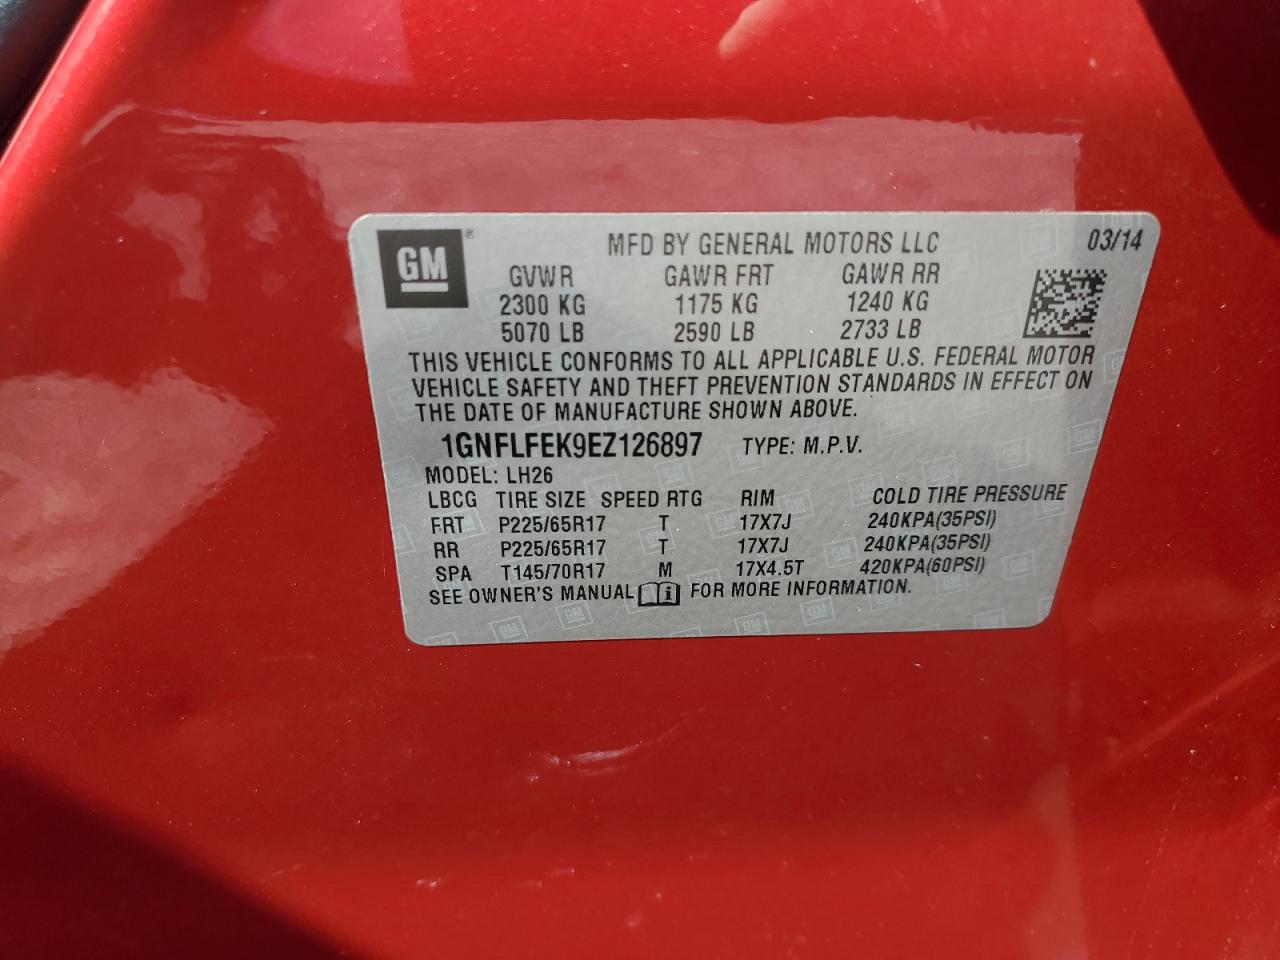 GM ® MFD BY GENERAL MOTORS LLC 03/14
GVWR GAWR FRT GAWR RR
2300 KG 1175 KG 1240 KG
5070 LB 2590 LB 2733 LB
THIS VEHICLE CONFORMS TO ALL APPLICABLE U.S. FEDERAL MOTOR
VEHICLE SAFETY AND THEFT PREVENTION STANDARDS IN EFFECT ON
THE DATE OF MANUFACTURE SHOWN ABOVE.
1GNFLFEK9EZ126897 TYPE: M.P.V.
MODEL: LH26
LBCG TIRE SIZE SPEED RTG RIM COLD TIRE PRESSURE
FRT P225/65R17 T 17X7J 240KPA(35PSI)
RR P225/65R17 T 17X7J 240KPA(35PSI)
SPA T145/70R17 M 17X4.5T 420KPA(60PSI)
SEE OWNER'S MANUAL i FOR MORE INFORMATION.